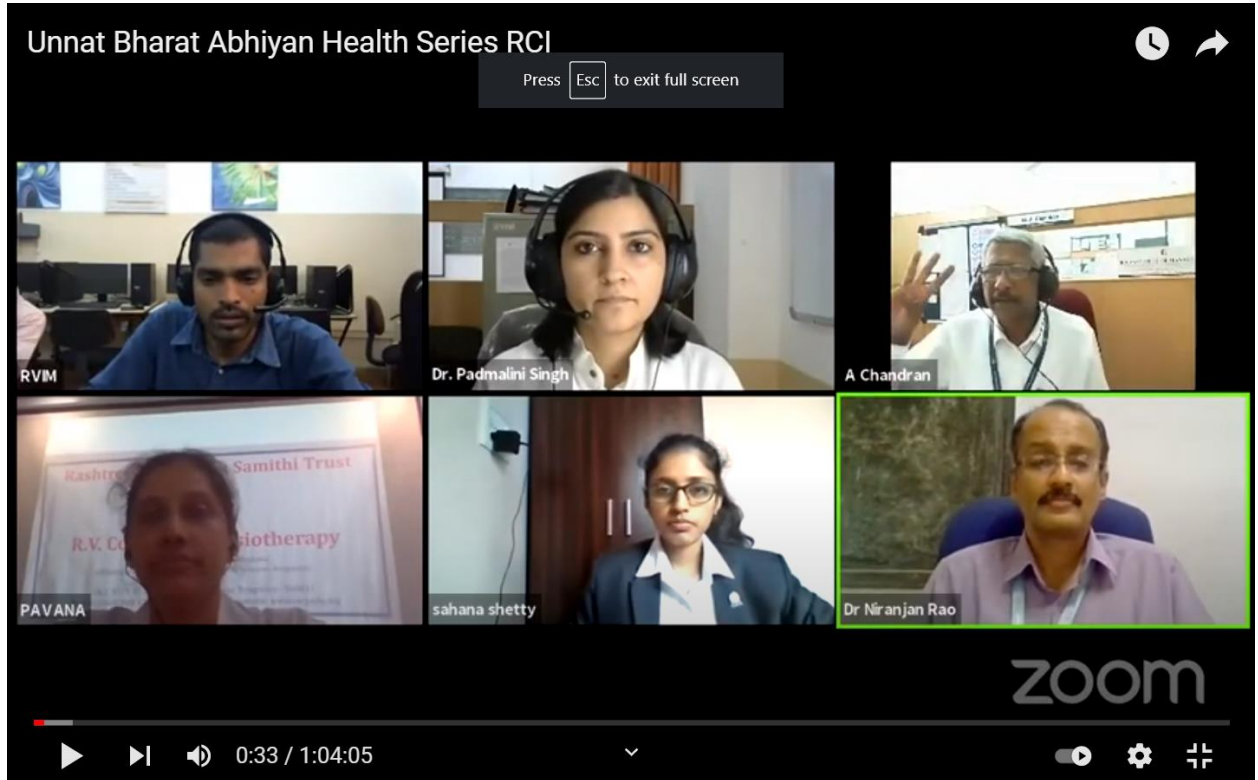 Unnat Bharat Abhiyan Health Series RCI
Press Esc to exit full screen
RVIM
Dr. Padmalini Singh
A Chandran
Rashtre Samithi Trust
R.V. Co siotherapy
PAVANA
sahana shetty
Dr Niranjan Rao
zoom
0:33 / 1:04:05